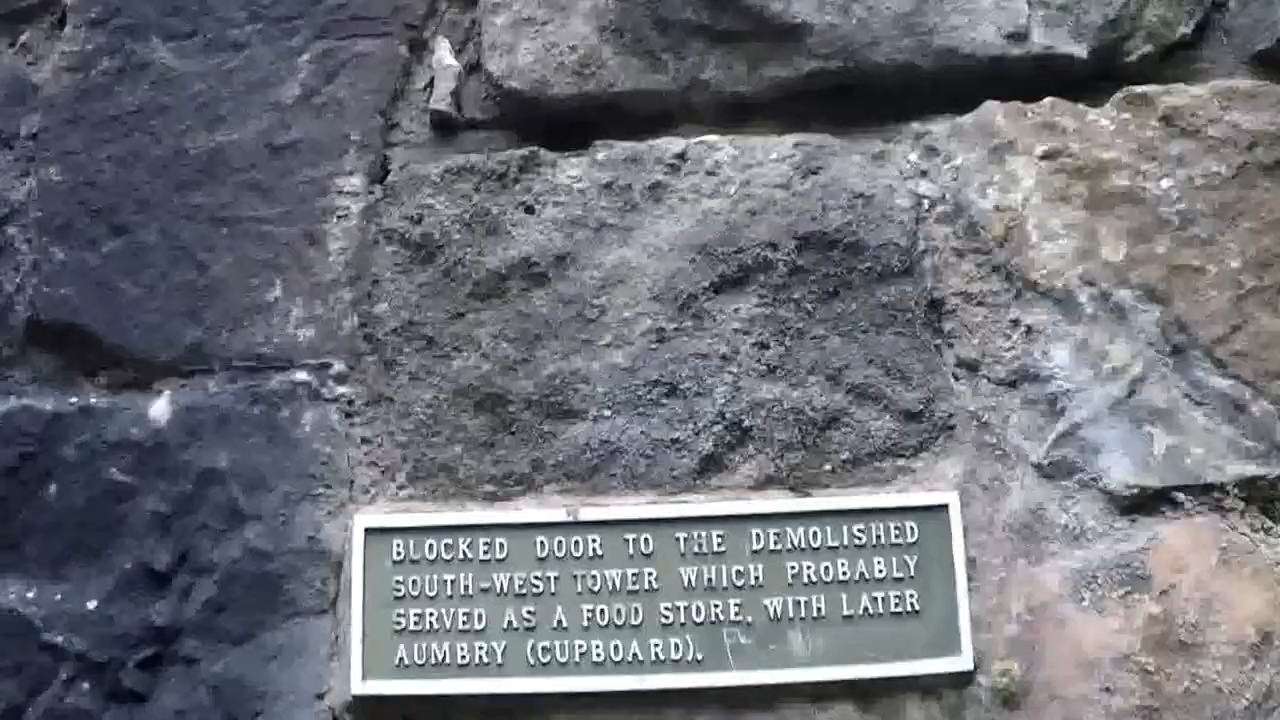 BLOCKED DOOR TO THE DEMOLISHED
SOUTH-WEST TOWER WHICH PROBABLY
SERVED AS A FOOD STORE, WITH LATER
AUMBRY (CUPBOARD).